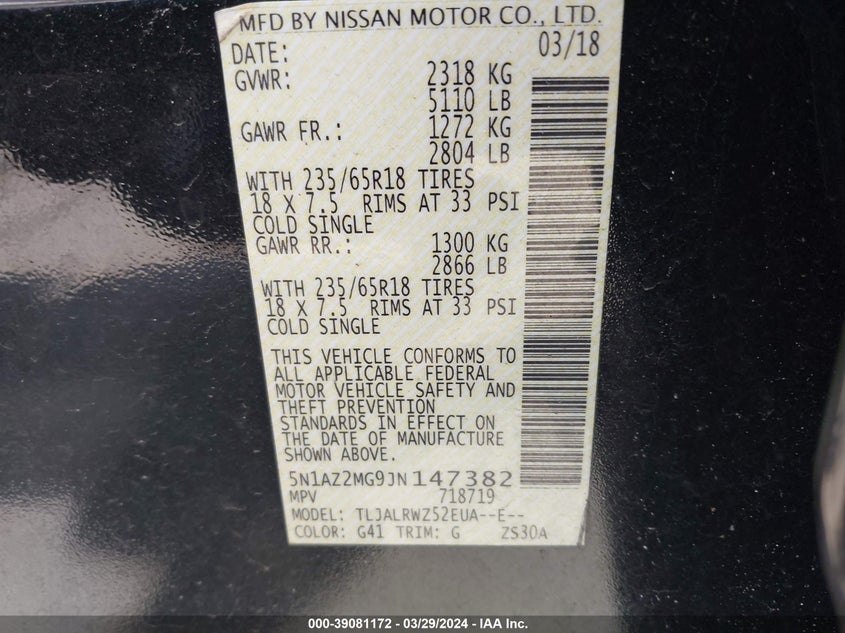 MFD BY NISSAN MOTOR CO., LTD.
DATE: 03/18
GVWR: 2318 KG
5110 LB
GAWR FR.: 1272 KG
2804 LB
WITH 235/65R18 TIRES
18 X 7.5 RIMS AT 33 PSI
COLD SINGLE
GAWR RR.: 1300 KG
2866 LB
WITH 235/65R18 TIRES
18 X 7.5 RIMS AT 33 PSI
COLD SINGLE
THIS VEHICLE CONFORMS TO
ALL APPLICABLE FEDERAL
MOTOR VEHICLE SAFETY AND
THEFT PREVENTION
STANDARDS IN EFFECT ON
THE DATE OF MANUFACTURE
SHOWN ABOVE.
5N1AZ2MG9JN147382
MPV 718719
MODEL: TLJALRWZ52EUA--E--
COLOR: G41 TRIM: G ZS30A
000-39081172 - 03/29/2024 - IAA Inc.